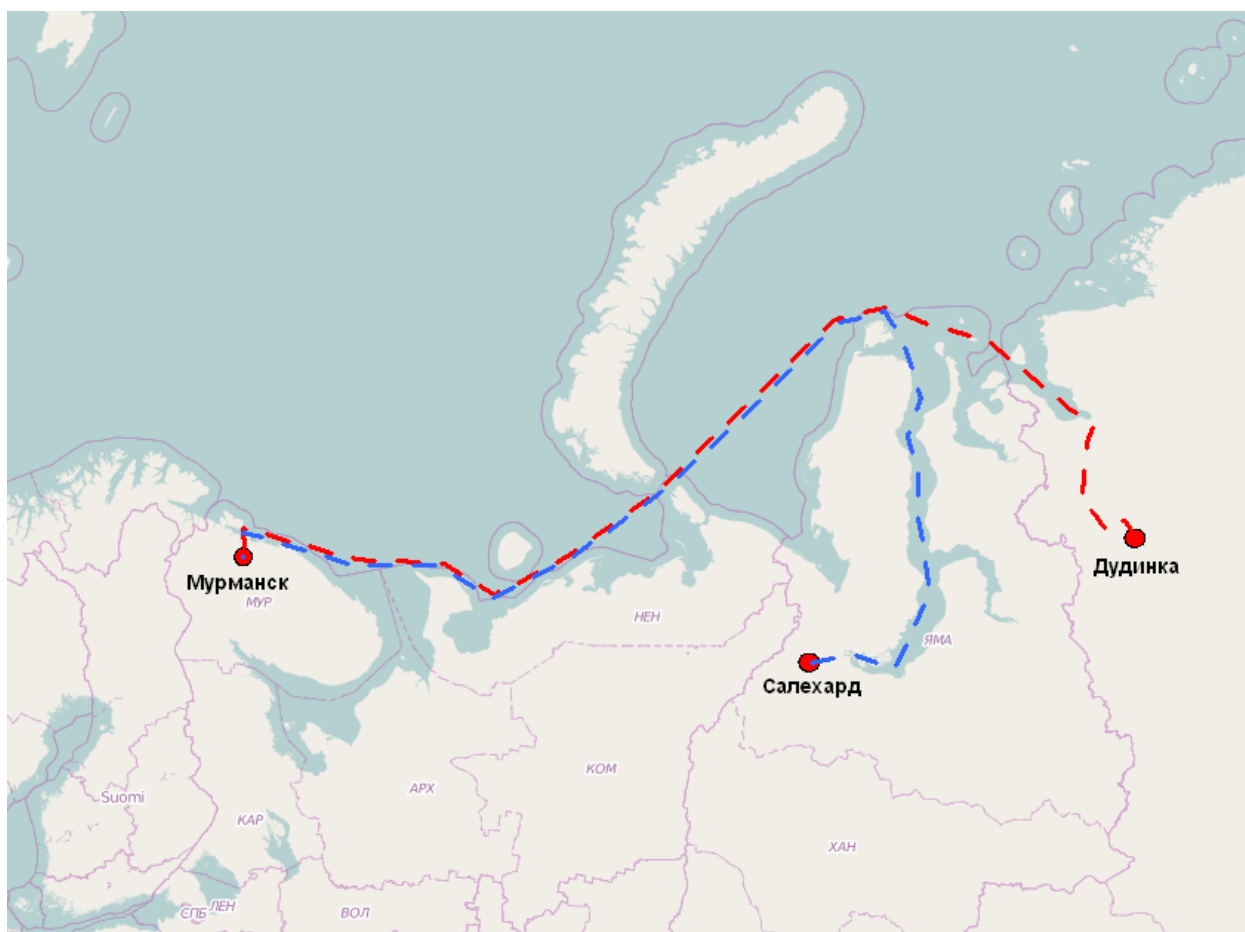 Мурманск
МУР
Дудинка
НЕН
ЯМА
Салехард
КОМ
АРХ
Suomi
КАР
ХАН
СПБ
ЛЕН
ВОЛ